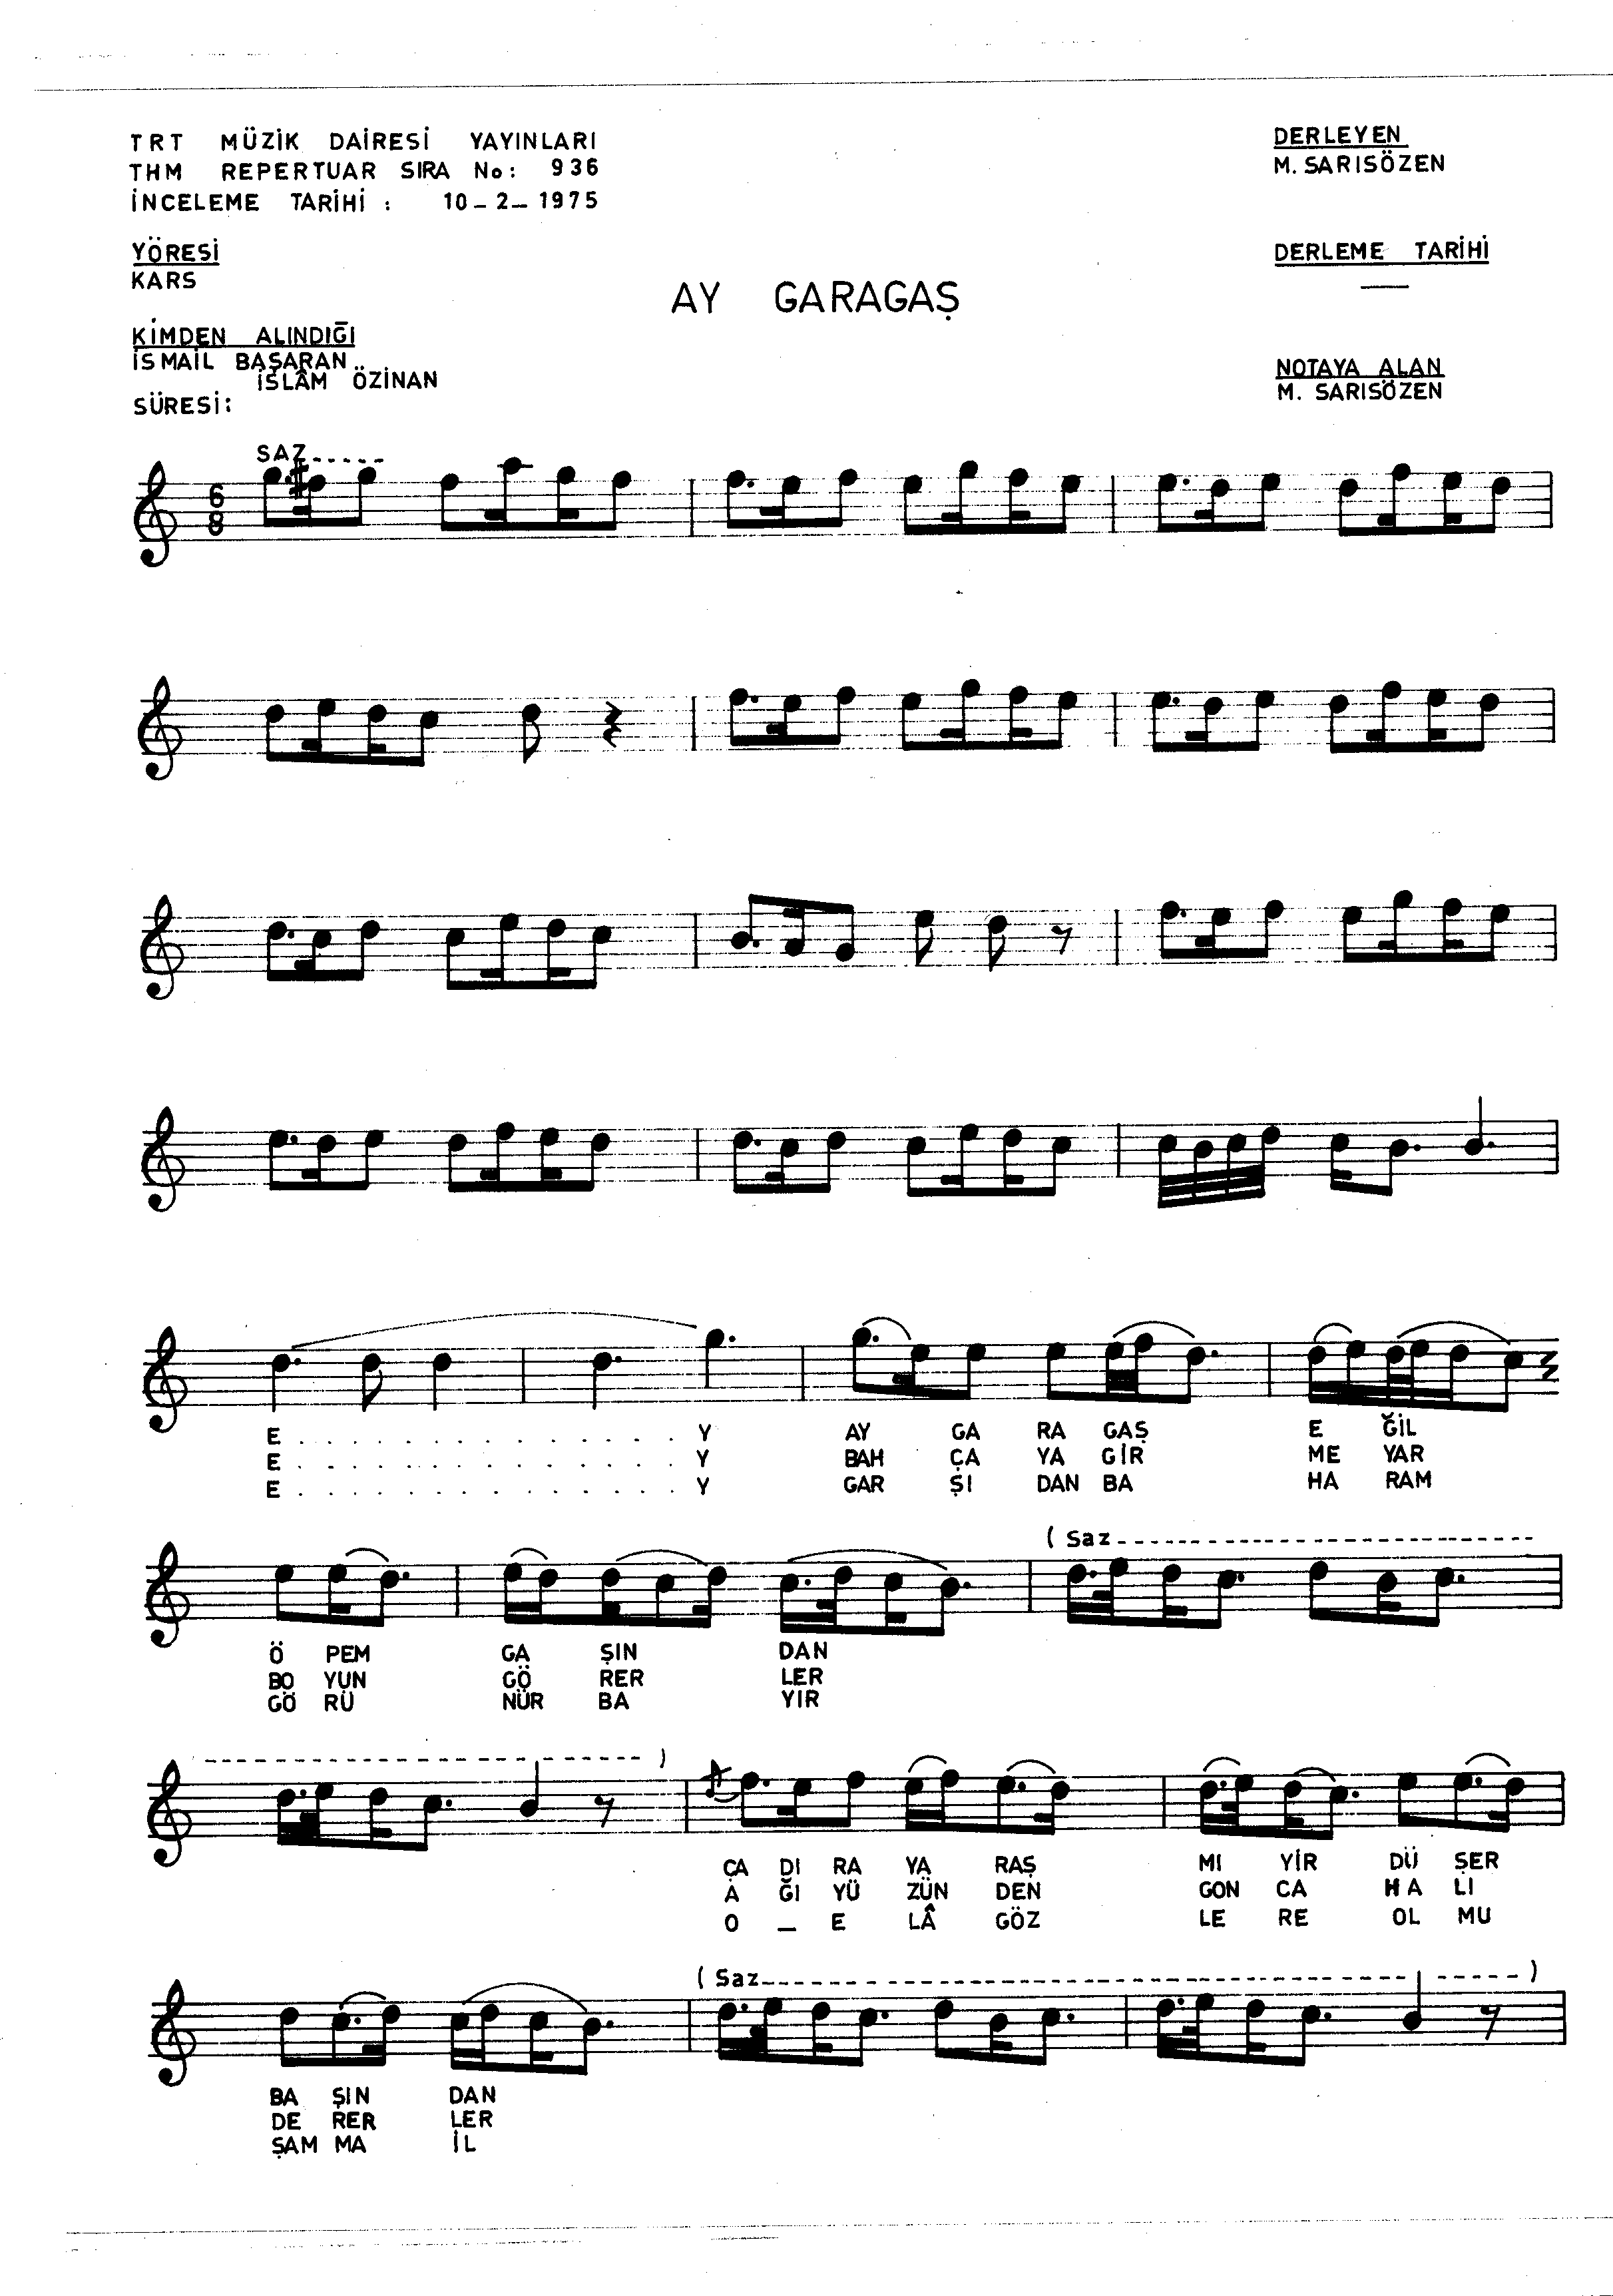 TRT MÜZİK DAİRESİ YAYINLARI
THM REPERTUAR SIRA No: 936
İNCELEME TARİHİ : 10_2_1975
DERLEYEN
M. SARISÖZEN
YÖRESİ
KARS
DERLEME TARİHİ
AY GARAGAŞ
KİMDEN ALINDIĞI
İSMAİL BAŞARAN
İSLÂM ÖZİNAN
SÜRESİ:
NOTAYA ALAN
M. SARISÖZEN
SAZ-----
6
8
E . . . . . . . . . . . . . . . Y AY GA RA GAŞ E ĞİL
E . . . . . . . . . . . . . . . Y BAH ÇA YA GİR ME YAR
E . . . . . . . . . . . . . . . Y GAR ŞI DAN BA HA RAM
( Saz---------------------------
Ö PEM GA ŞIN DAN
BO YUN GÖ RER LER
GÖ RÜ NÜR BA YIR
--------------------------- )
ÇA DI RA YA RAŞ MI YİR DÜ ŞER
A ĞI YÜ ZÜN DEN GON CA HA LI
O _ E LÂ GÖZ LE RE OL MU
( Saz--------------------------------------------------- )
BA ŞIN DAN
DE RER LER
ŞAM MA İL